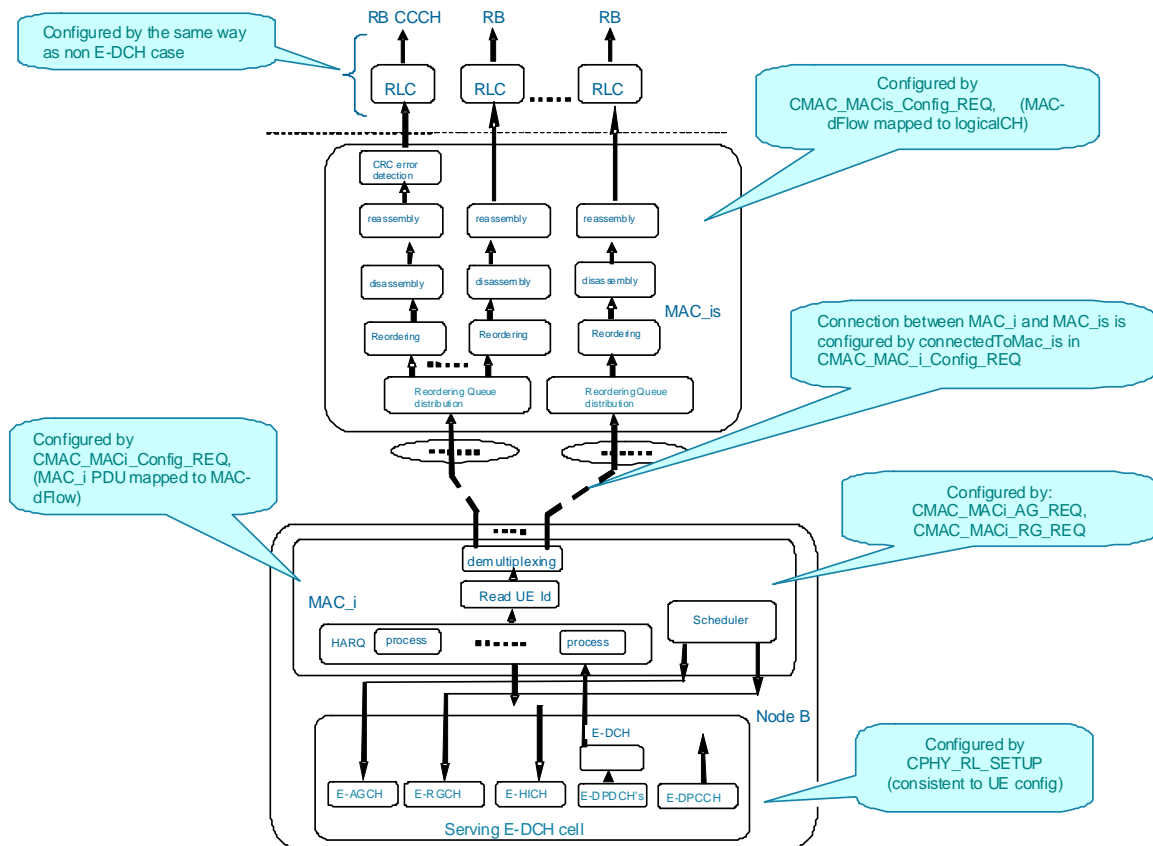 RB CCCH
RB
RB
Configured by the same way
as non E-DCH case
RLC
RLC
RLC
Configured by
CMAC_MACis_Config_REQ, (MAC-
dFlow mapped to logicalCH)
CRC error
detection
reassembly
reassembly
reassembly
disassembly
disassembly
disassembly
MAC_is
Reordering
Reordering
Reordering
Reordering Queue
distribution
Reordering Queue
distribution
Connection between MAC_i and MAC_is is
configured by connectedToMac_is in
CMAC_MAC_i_Config_REQ
Configured by
CMAC_MACi_Config_REQ,
(MAC_i PDU mapped to MAC-
dFlow)
Configured by:
CMAC_MACi_AG_REQ,
CMAC_MACi_RG_REQ
demultiplexing
Read UE Id
MAC_i
Scheduler
HARQ
process
process
Node B
E-DCH
E-AGCH
E-RGCH
E-HICH
E-DPDCH's
E-DPCCH
Serving E-DCH cell
Configured by
CPHY_RL_SETUP
(consistent to UE config)